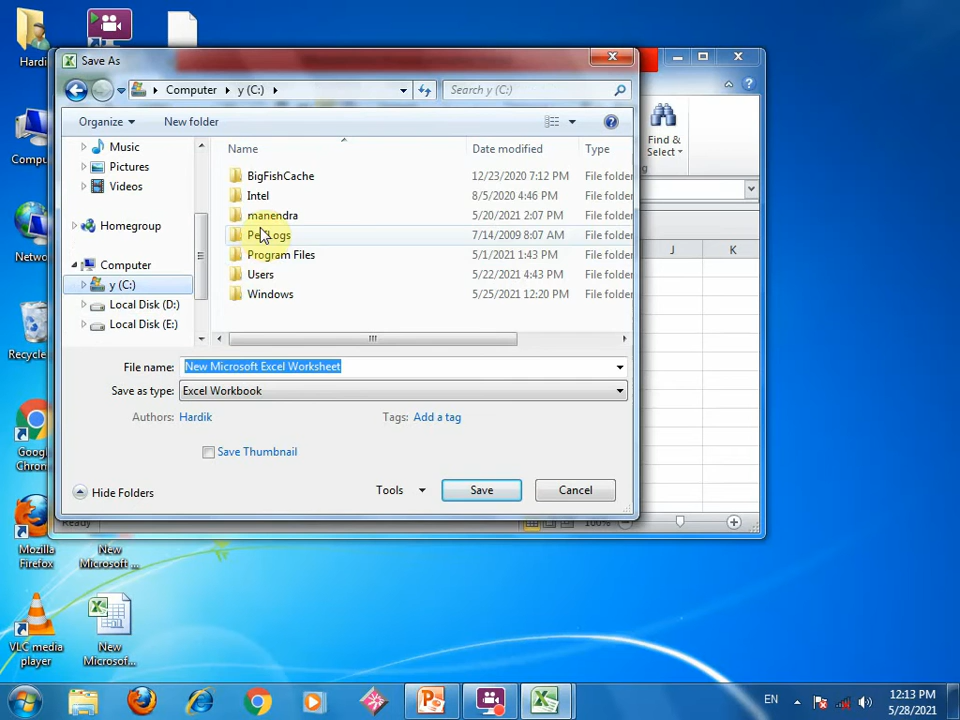 Hardi
Save As
Computer
y (C:)
Search y (C:)
Organize
New folder
Find &
Select
Music
Pictures
Videos
Homegroup
Computer
y (C:)
Local Disk (D:)
Local Disk (E:)
Name
Date modified
Type
BigFishCache 12/23/2020 7:12 PM File folder
Intel 8/5/2020 4:46 PM File folder
manendra 5/20/2021 2:07 PM File folder
PerfLogs 7/14/2009 8:07 AM File folder
Program Files 5/1/2021 1:43 PM File folder
Users 5/22/2021 4:43 PM File folder
Windows 5/25/2021 12:20 PM File folder
J K
File name: New Microsoft Excel Worksheet
Save as type: Excel Workbook
Authors: Hardik
Tags: Add a tag
Save Thumbnail
Hide Folders
Tools
Save
Cancel
Ready
100%
Compu
Netwo
Recycle
Goog
Chron
Mozilla
Firefox
New
Microsoft ...
VLC media
player
New
Microsof...
EN
12:13 PM
5/28/2021